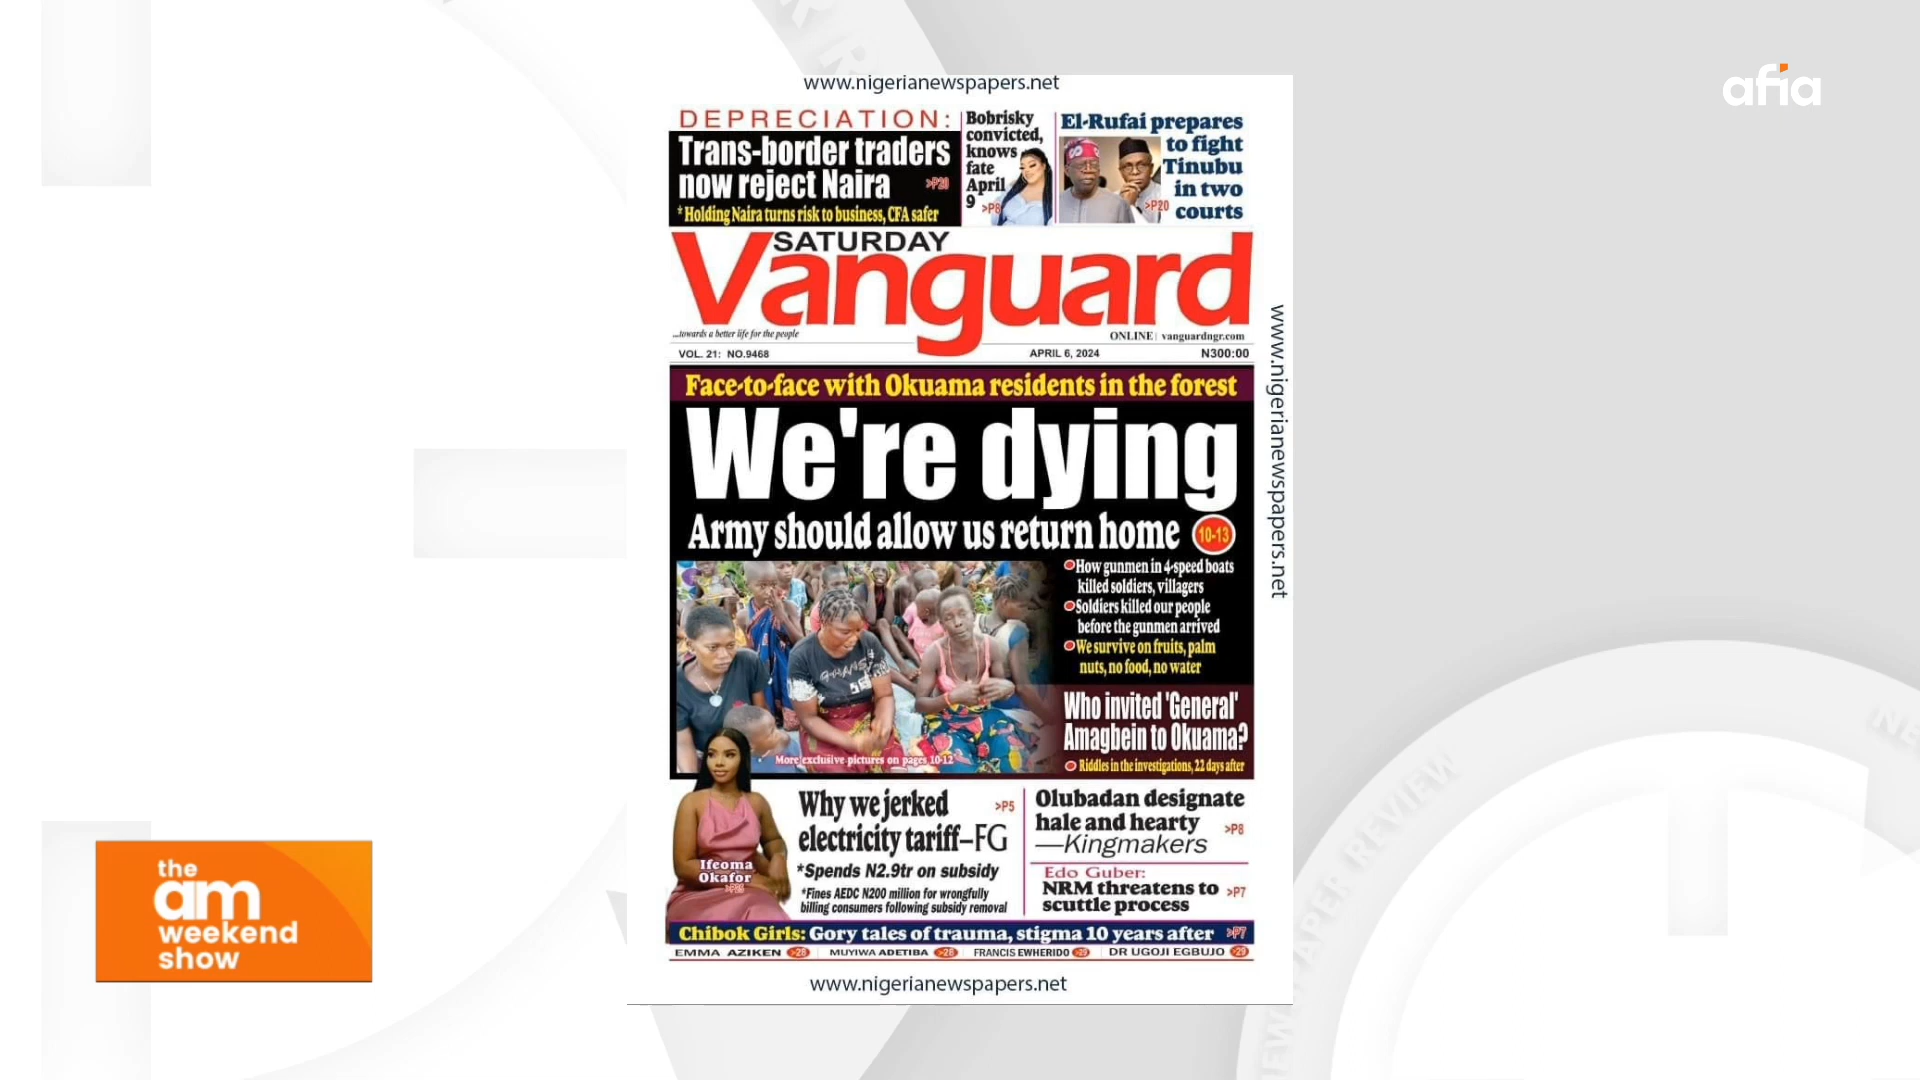 afia
www.nigerianewspapers.net
DEPRECIATION:
Trans-border traders
now reject Naira >P20
* Holding Naira turns risk to business, CFA safer
Bobrisky
convicted,
knows
fate
April
9 >P8
El-Rufai prepares
to fight
Tinubu
in two
courts
>P20
SATURDAY
Vanguard
...towards a better life for the people
ONLINE | vanguardngr.com
VOL. 21: NO.9468
APRIL 6, 2024
N300:00
www.nigerianewspapers.net
Face-to-face with Okuama residents in the forest
We're dying
Army should allow us return home 10-13
How gunmen in 4-speed boats
killed soldiers, villagers
Soldiers killed our people
before the gunmen arrived
We survive on fruits, palm
nuts, no food, no water
Who invited 'General'
Amagbein to Okuama?
Riddles in the investigations, 22 days after
More exclusive pictures on pages 10-12
Ifeoma
Okafor
Why we jerked >P5
electricity tariff–FG
*Spends N2.9tr on subsidy
*Fines AEDC N200 million for wrongfully
billing consumers following subsidy removal
Olubadan designate
hale and hearty >P8
—Kingmakers
Edo Guber:
NRM threatens to >P7
scuttle process
Chibok Girls: Gory tales of trauma, stigma 10 years after >P7
EMMA AZIKEN >28 MUYIWA ADETIBA >28 FRANCIS EWHERIDO DR UGOJI EGBUJO >29
www.nigerianewspapers.net
the
am
weekend
show
NEWSPAPER REVIEW